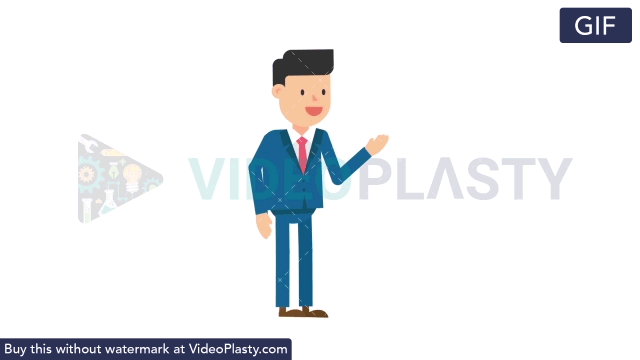 GIF
VIDEOPLASTY
Buy this without watermark at VideoPlasty.com